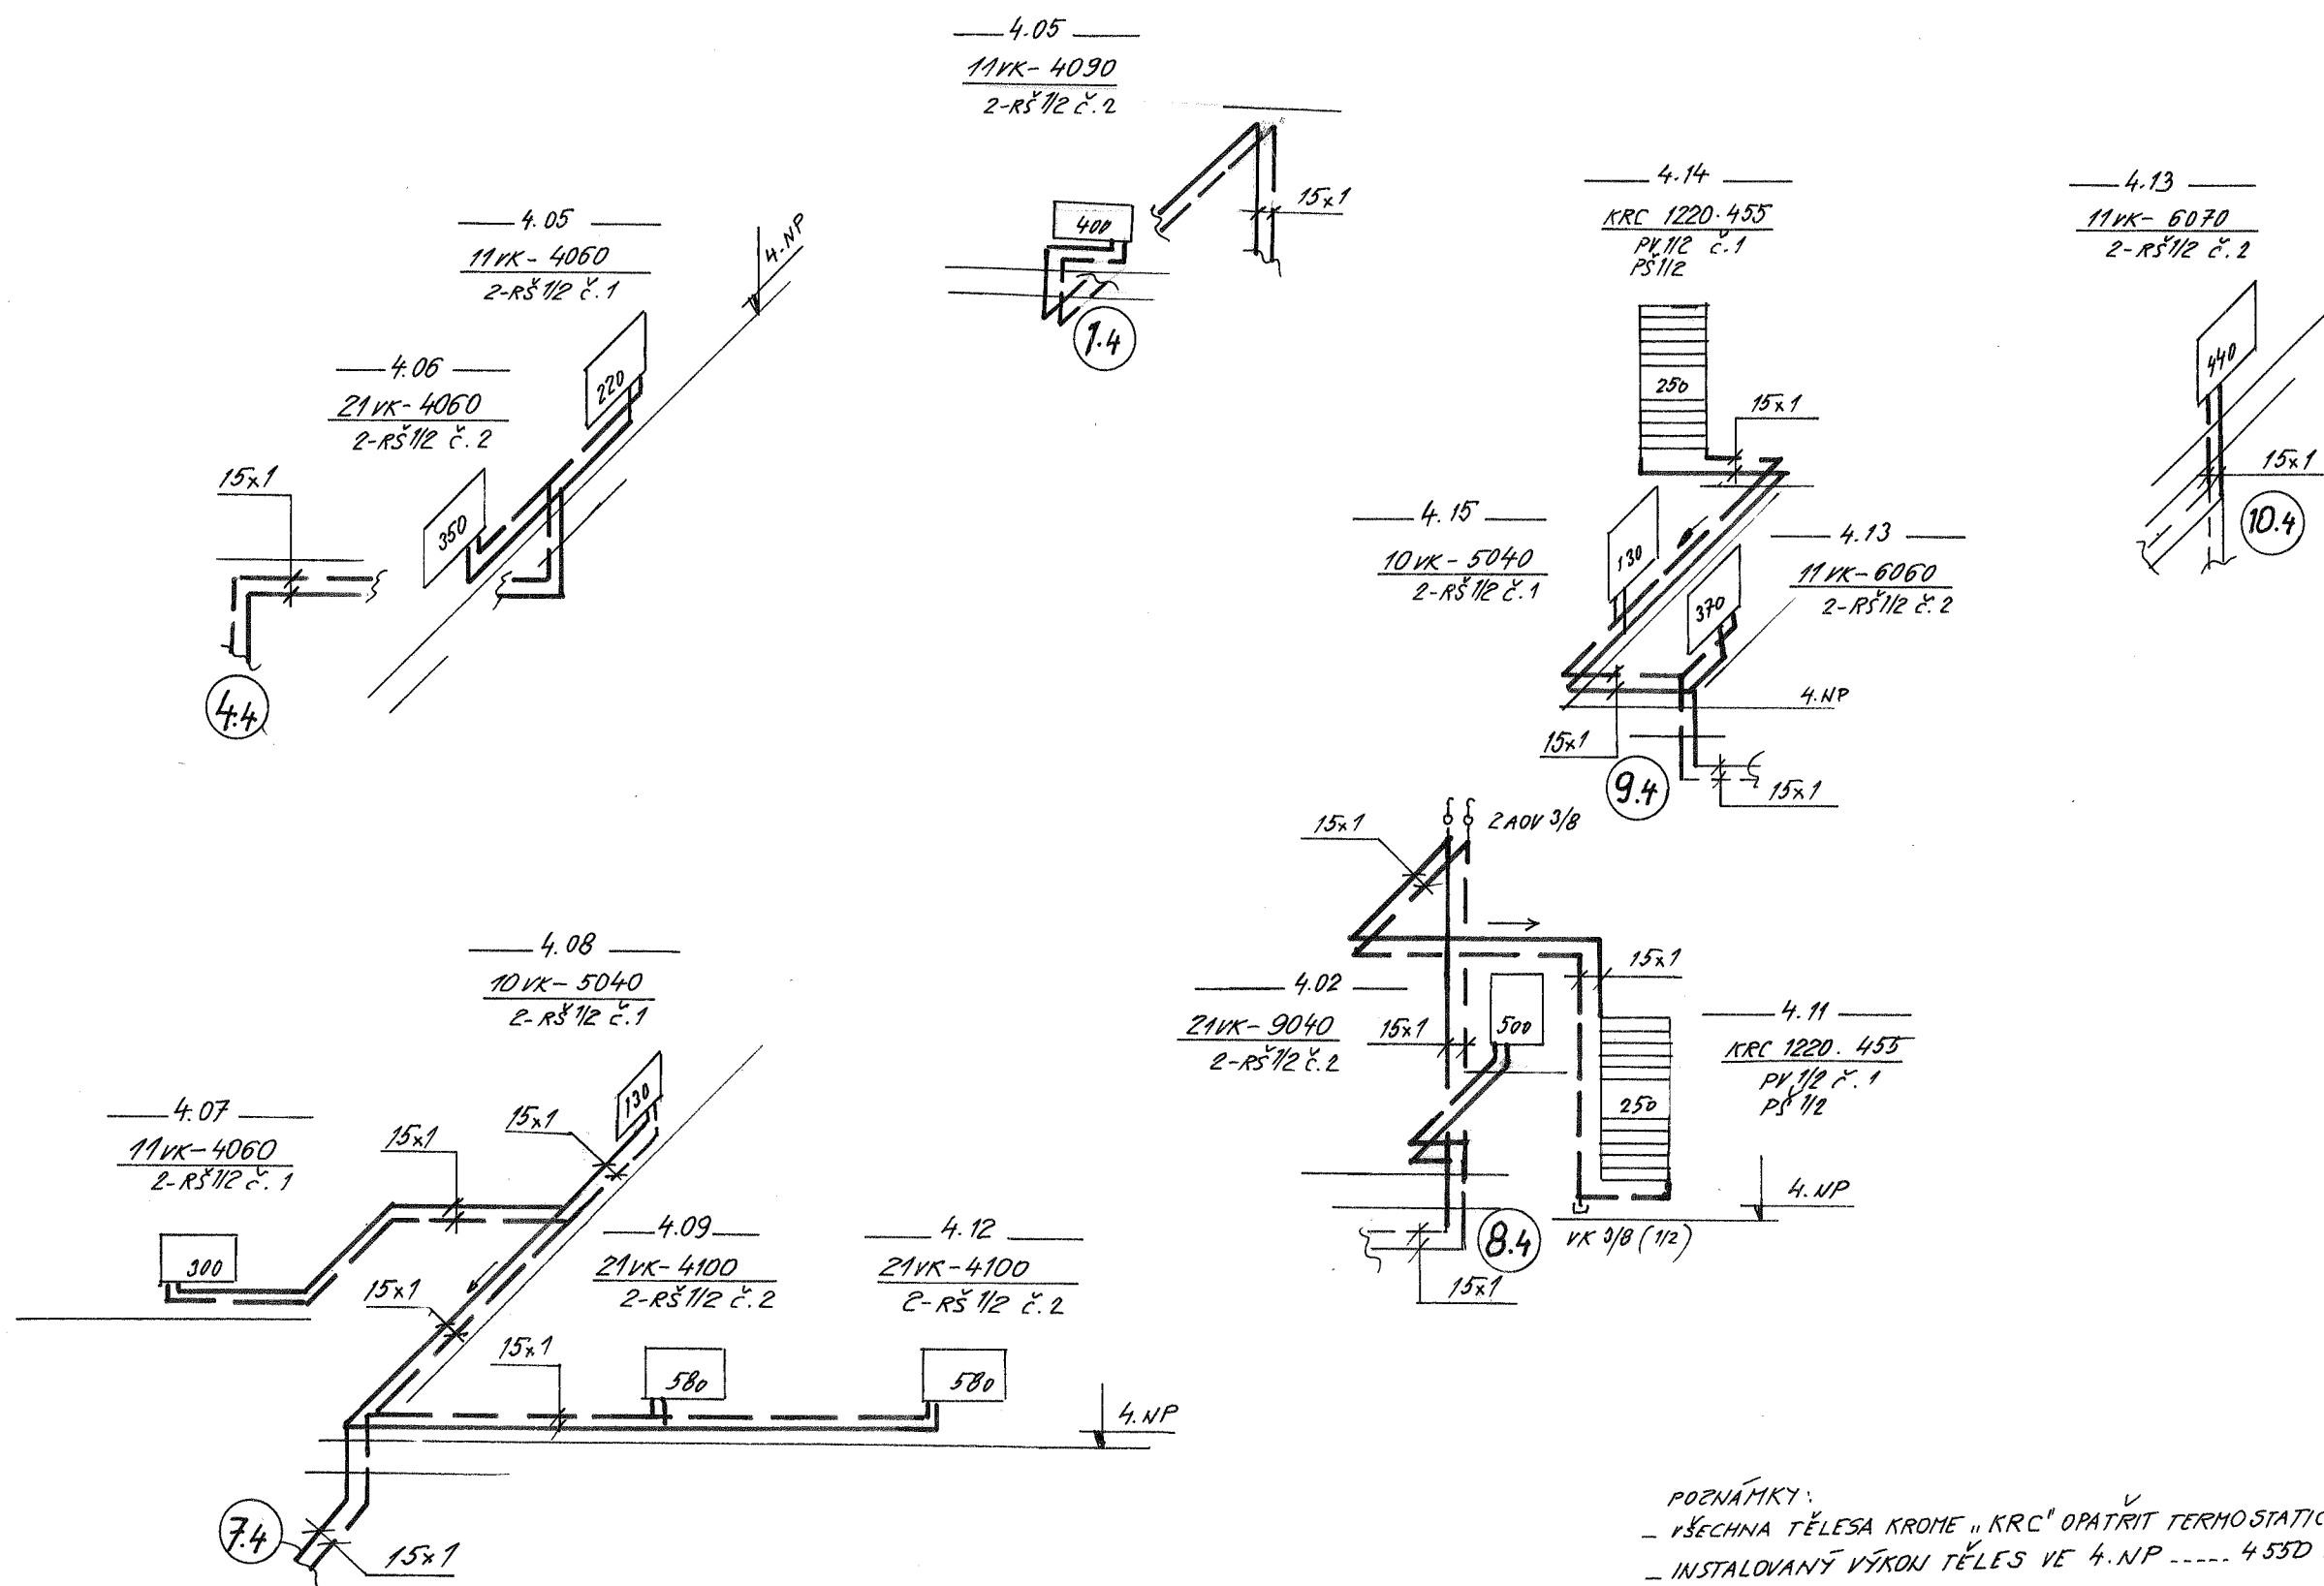 4.05
11VK- 4090
2-RŠ 1/2 č.2
400
15x1
1.4
4.05
11VK- 4060
2-RŠ 1/2 č.1
220
4.NP
4.06
21VK- 4060
2-RŠ 1/2 č.2
350
15x1
4.4
4.14
KRC 1220.455
PV 1/2 č.1
PŠ 1/2
250
15x1
4.15
10VK- 5040
2-RŠ 1/2 č.1
130
4.13
11VK-6060
2-RŠ 1/2 č.2
370
4.NP
15x1
9.4
15x1
4.13
11VK- 6070
2-RŠ 1/2 č.2
440
15x1
10.4
15x1
2AOV 3/8
4.02
21VK- 9040
2-RŠ 1/2 č.2
15x1
500
15x1
4.11
KRC 1220. 455
PV 1/2 č.1
PŠ 1/2
250
4.NP
8.4
VK 3/8 (1/2)
15x1
4.08
10VK- 5040
2-RŠ 1/2 č.1
130
15x1
4.07
11VK-4060
2-RŠ 1/2 č.1
15x1
300
15x1
4.09
21VK-4100
2-RŠ 1/2 č.2
4.12
21VK-4100
2-RŠ 1/2 č.2
15x1
580
580
4.NP
7.4
15x1
POZNÁMKY:
- VŠECHNA TĚLESA KROME „KRC" OPATŘIT TERMOSTATIC
- INSTALOVANÝ VÝKON TĚLES VE 4.NP ----- 4550